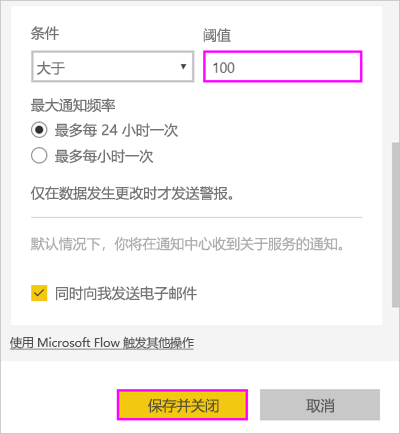 条件
阈值
大于
100
最大通知频率
最多每 24 小时一次
最多每小时一次
仅在数据发生更改时才发送警报。
默认情况下，你将在通知中心收到关于服务的通知。
同时向我发送电子邮件
使用 Microsoft Flow 触发其他操作
保存并关闭
取消